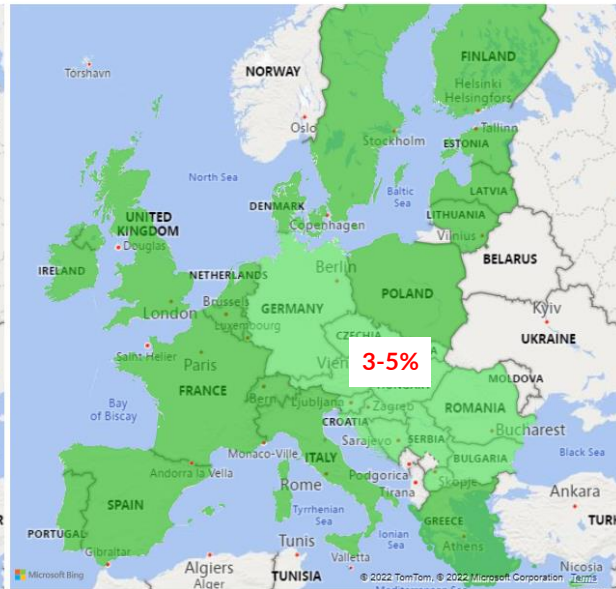 Torshavn
NORWAY
FINLAND
Helsinki
Helsingfors
Oslo
Stockholm
Tallinn
ESTONIA
North Sea
Baltic
Sea
LATVIA
DENMARK
Copenhagen
LITHUANIA
Vilnius
UNITED
KINGDOM
Douglas
IRELAND
BELARUS
NETHERLANDS
Berlin
POLAND
London
Brussels
GERMANY
Kyiv
Luxembourg
CZECHIA
UKRAINE
Saint Helier
Paris
3-5%
MOLDOVA
FRANCE
Bern
Ljubljana
Zagreb
ROMANIA
Bay
of Biscay
CROATIA
Bucharest
Monaco-Ville
Sarajevo
SERBIA
Black Sea
Andorra la Vella
ITALY
BULGARIA
Podgorica
Skopje
Rome
Tirana
Ankara
SPAIN
Tyrrhenian
Sea
PORTUGAL
GREECE
Ionian
Sea
Athens
Gibraltar
Tunis
Valletta
Algiers
Alger
TUNISIA
Nicosia
Microsoft Bing
© 2022 TomTom, © 2022 Microsoft Corporation Terms